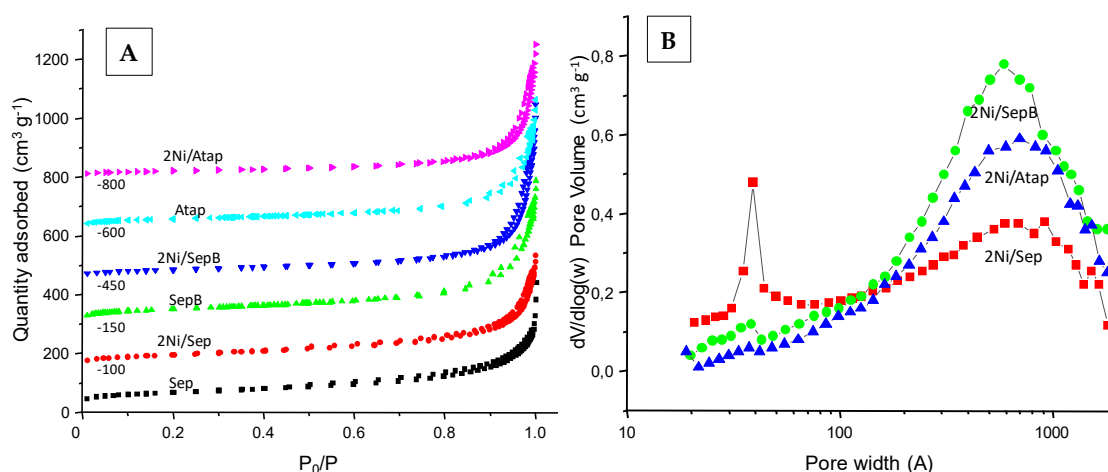 A
Quantity adsorbed (cm³ g⁻¹)
1200
1000
800
600
400
200
0
2Ni/Atap
-800
Atap
-600
2Ni/SepB
-450
SepB
-150
2Ni/Sep
-100
Sep
0
0.2
0.4
0.6
0.8
1.0
P₀/P
B
dV/dlog(w) Pore Volume (cm³ g⁻¹)
0,8
0,6
0,4
0,2
0,0
2Ni/SepB
2Ni/Atap
2Ni/Sep
10
100
1000
Pore width (A)